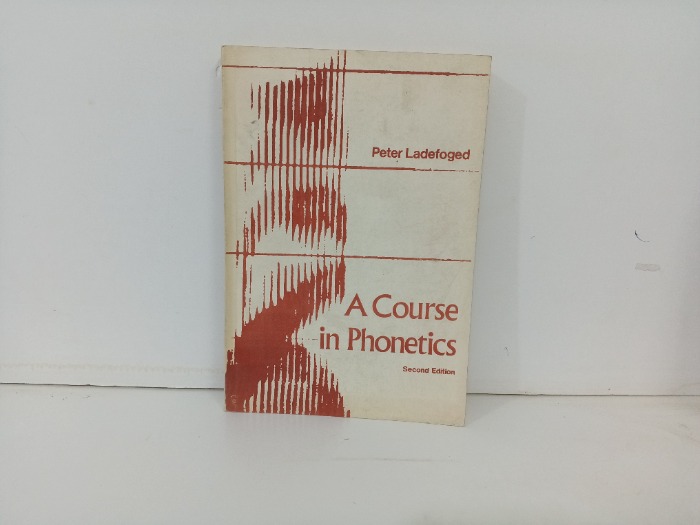 Peter Ladefoged
A Course
in Phonetics
Second Edition